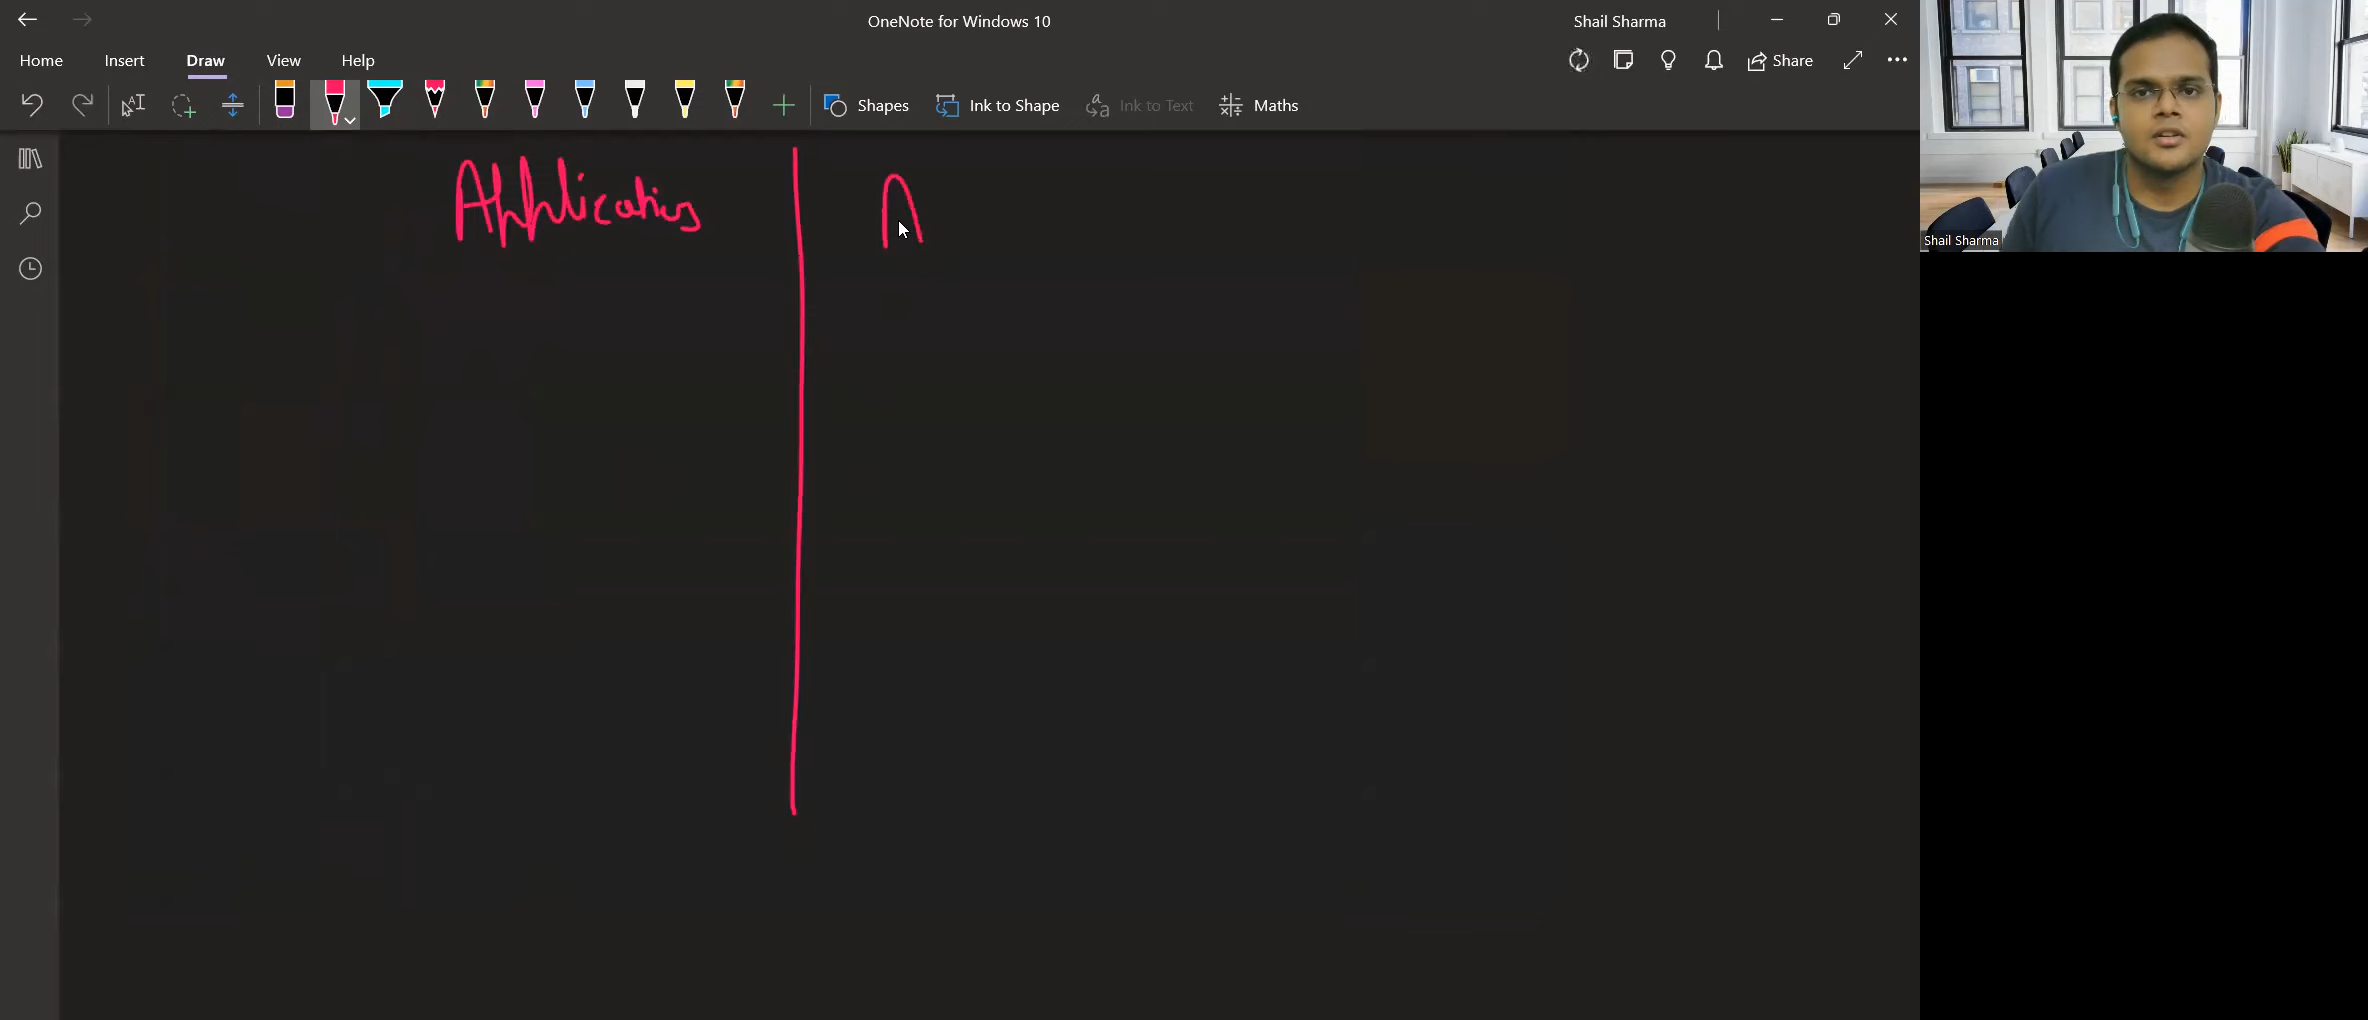 OneNote for Windows 10
Shail Sharma
Home Insert Draw View Help
Share
Shapes Ink to Shape Ink to Text Maths
Applications
A
Shail Sharma